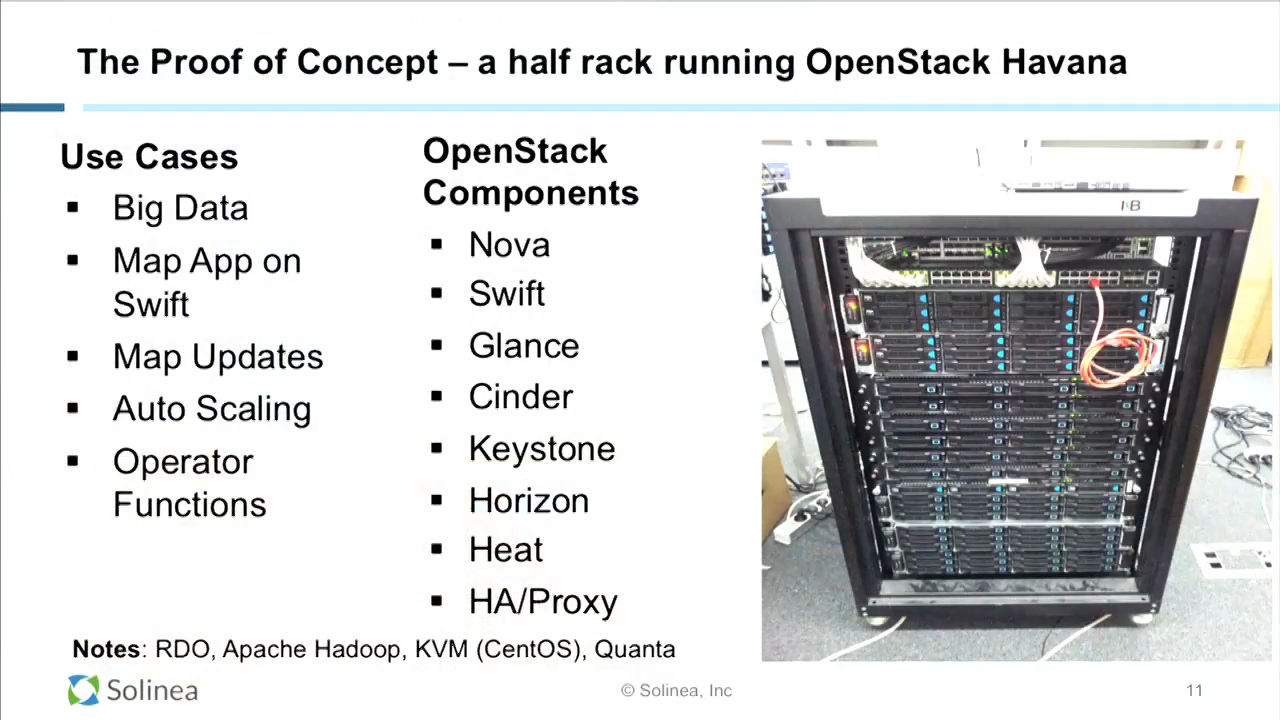 The Proof of Concept – a half rack running OpenStack Havana
Use Cases
▪ Big Data
▪ Map App on
Swift
▪ Map Updates
▪ Auto Scaling
▪ Operator
Functions
OpenStack
Components
▪ Nova
▪ Swift
▪ Glance
▪ Cinder
▪ Keystone
▪ Horizon
▪ Heat
▪ HA/Proxy
Notes: RDO, Apache Hadoop, KVM (CentOS), Quanta
Solinea
© Solinea, Inc
11